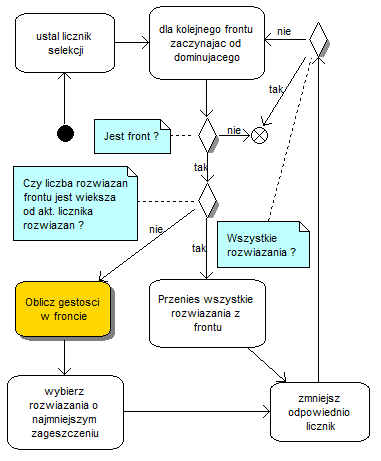 ustal licznik
selekcji
dla kolejnego frontu
zaczynajac od
dominujacego
nie
tak
Jest front ?
nie
tak
Czy liczba rozwiazan
frontu jest wieksza
od akt. licznika
rozwiazan ?
nie
tak
Wszystkie
rozwiazania ?
Oblicz gestosci
w froncie
Przenies wszystkie
rozwiazania z
frontu
wybierz
rozwiazania o
najmniejszym
zageszczeniu
zmniejsz
odpowiednio
licznik